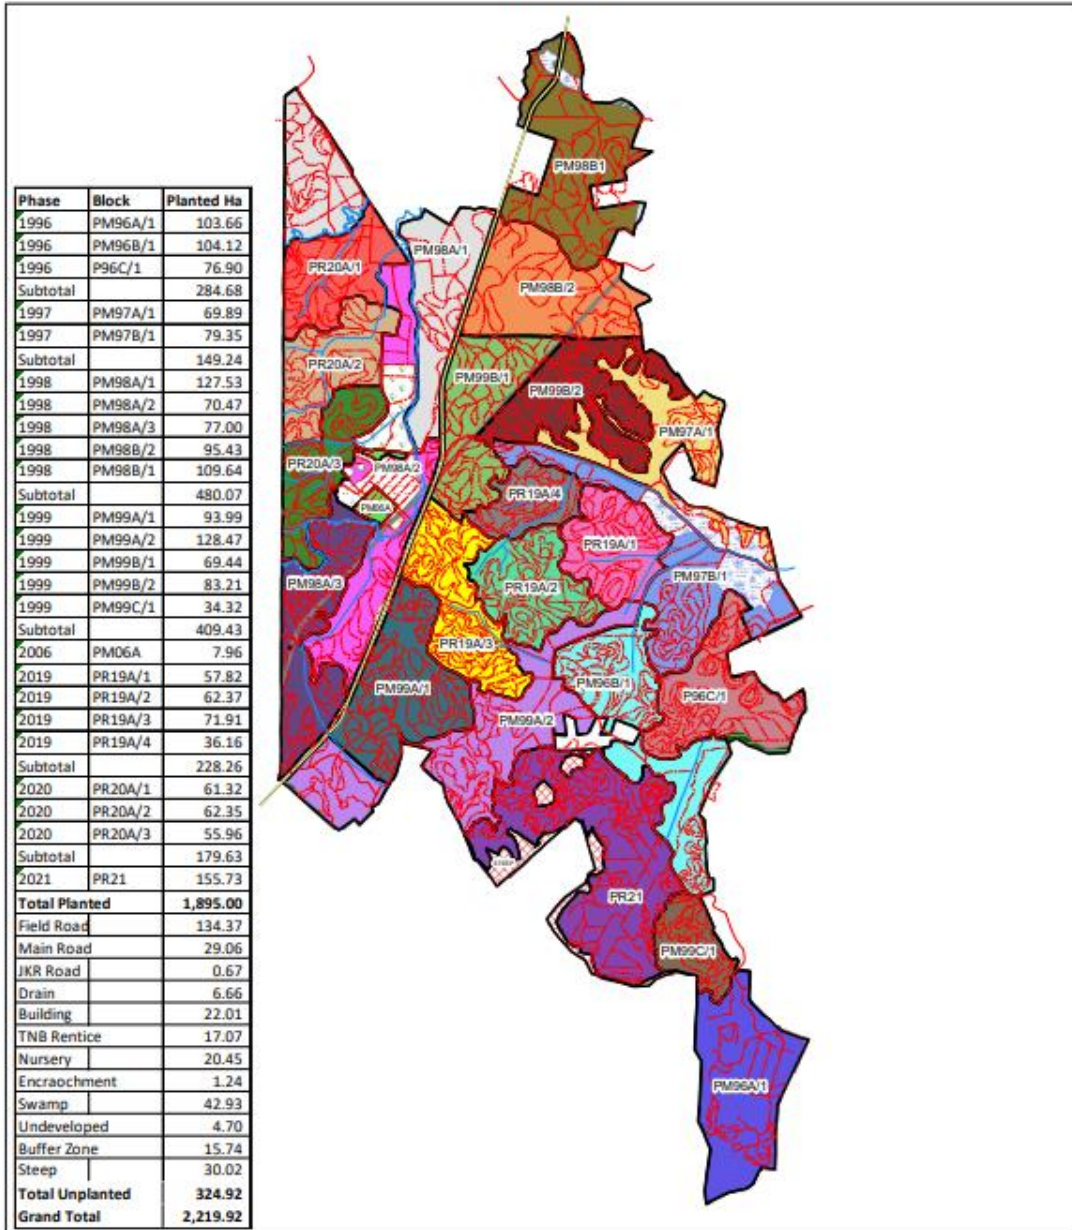 Phase Block Planted Ha
1996 PM96A/1 103.66
1996 PM96B/1 104.12
1996 P96C/1 76.90
Subtotal 284.68
1997 PM97A/1 69.89
1997 PM97B/1 79.35
Subtotal 149.24
1998 PM98A/1 127.53
1998 PM98A/2 70.47
1998 PM98A/3 77.00
1998 PM98B/2 95.43
1998 PM98B/1 109.64
Subtotal 480.07
1999 PM99A/1 93.99
1999 PM99A/2 128.47
1999 PM99B/1 69.44
1999 PM99B/2 83.21
1999 PM99C/1 34.32
Subtotal 409.43
2006 PM06A 7.96
2019 PR19A/1 57.82
2019 PR19A/2 62.37
2019 PR19A/3 71.91
2019 PR19A/4 36.16
Subtotal 228.26
2020 PR20A/1 61.32
2020 PR20A/2 62.35
2020 PR20A/3 55.96
Subtotal 179.63
2021 PR21 155.73
Total Planted 1,895.00
Field Road 134.37
Main Road 29.06
JKR Road 0.67
Drain 6.66
Building 22.01
TNB Rentice 17.07
Nursery 20.45
Encraochment 1.24
Swamp 42.93
Undeveloped 4.70
Buffer Zone 15.74
Steep 30.02
Total Unplanted 324.92
Grand Total 2,219.92
PM98B1
PM98A/1
PR20A/1
PM98B/2
PR20A/2
PM99B/1
PM99B/2
PM97A/1
PR20A/3
PM98A/2
PR19A/4
PM06A
PR19A/1
PM98A/3
PR19A/2
PM97B/1
PR19A/3
PM99A/1
PM96B/1
P96C/1
PM99A/2
PR21
PM99C/1
PM96A/1